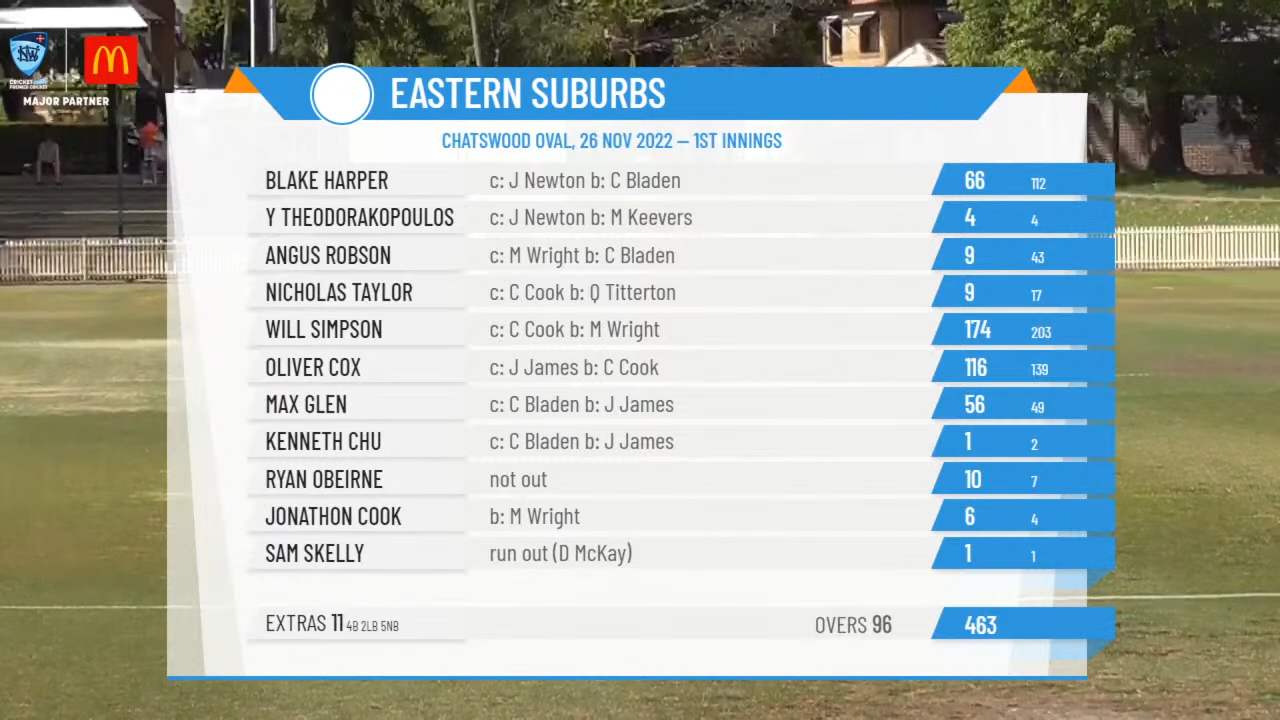 CRICKET NSW
PREMIER CRICKET
MAJOR PARTNER
EASTERN SUBURBS
CHATSWOOD OVAL, 26 NOV 2022 – 1ST INNINGS
BLAKE HARPER c: J Newton b: C Bladen 66 112
Y THEODORAKOPOULOS c: J Newton b: M Keevers 4 4
ANGUS ROBSON c: M Wright b: C Bladen 9 43
NICHOLAS TAYLOR c: C Cook b: Q Titterton 9 17
WILL SIMPSON c: C Cook b: M Wright 174 203
OLIVER COX c: J James b: C Cook 116 139
MAX GLEN c: C Bladen b: J James 56 49
KENNETH CHU c: C Bladen b: J James 1 2
RYAN OBEIRNE not out 10 7
JONATHON COOK b: M Wright 6 4
SAM SKELLY run out (D McKay) 1 1
EXTRAS 11 4B 2LB 5NB OVERS 96 463